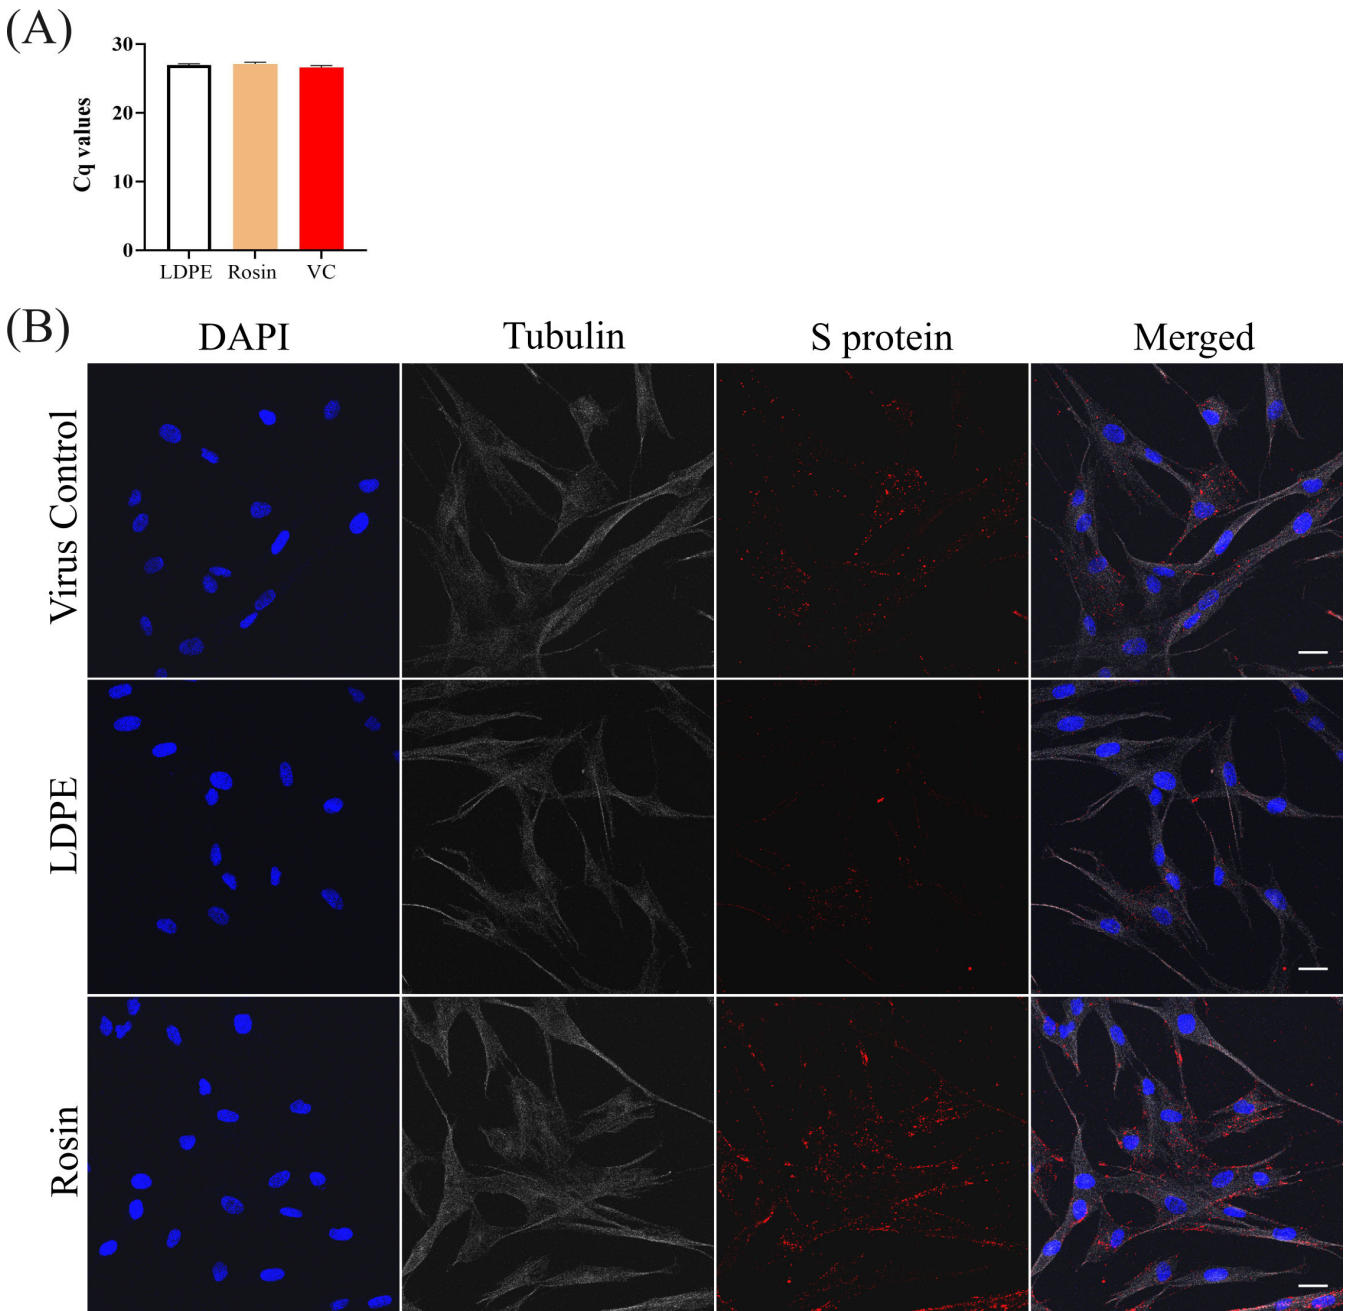 (A)
30
20
10
0
Cq values
LDPE Rosin VC
(B)
DAPI Tubulin S protein Merged
Virus Control
LDPE
Rosin